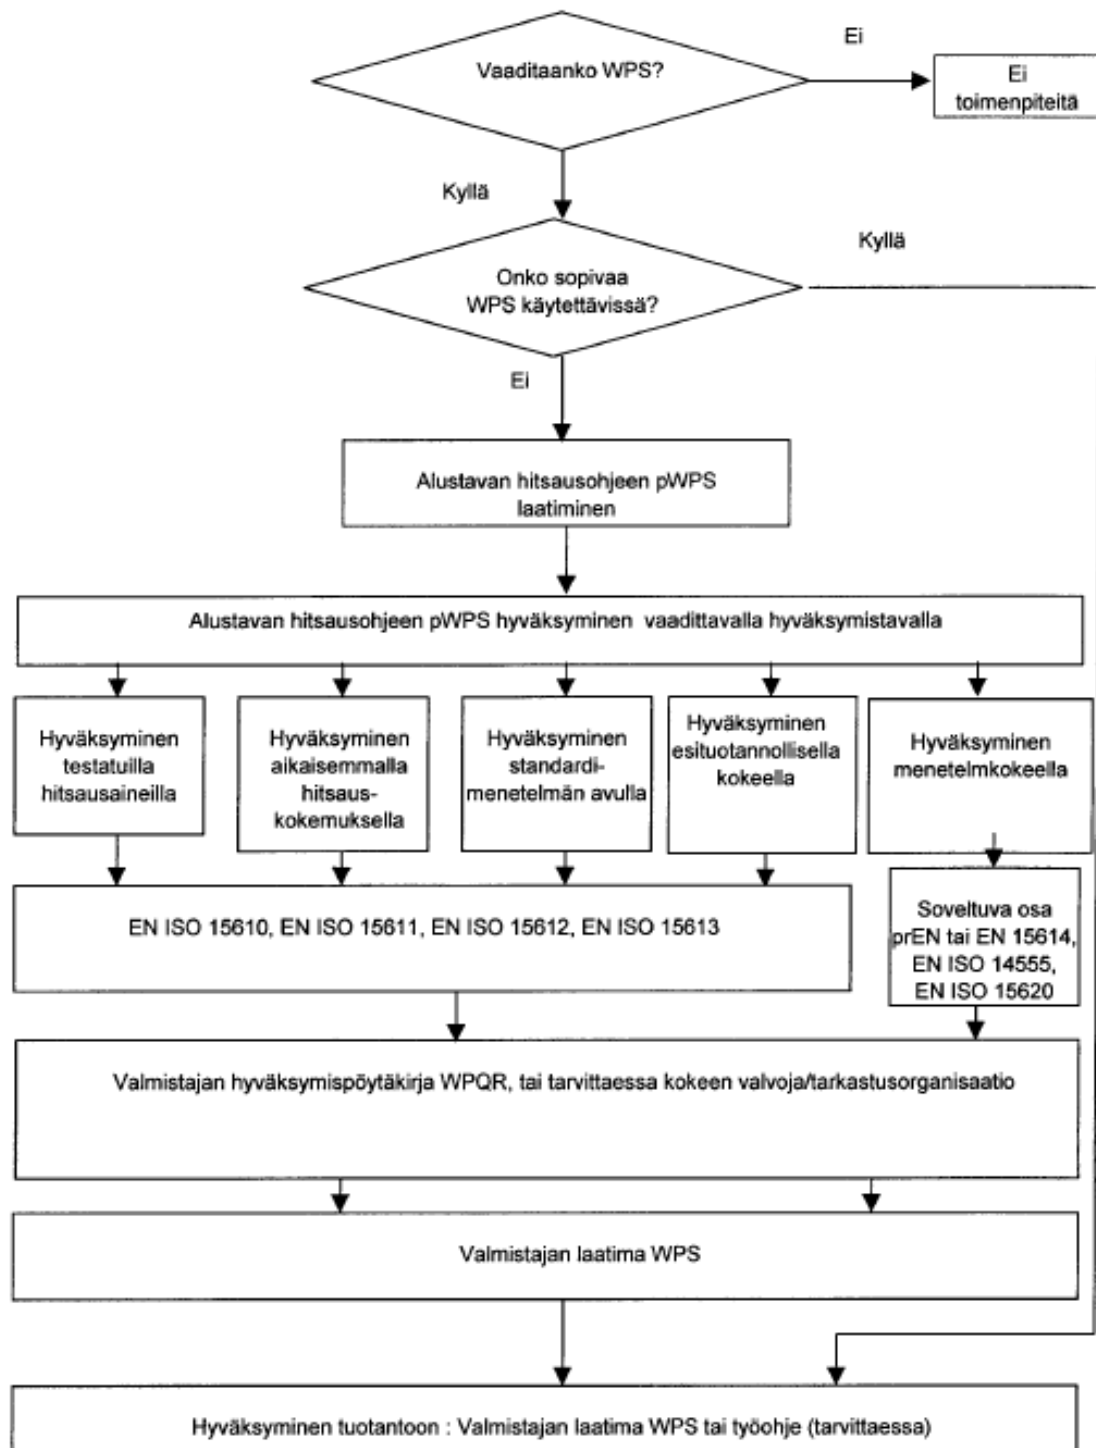 Ei
Vaaditaanko WPS?
Ei
toimenpiteitä
Kyllä
Kyllä
Onko sopivaa
WPS käytettävissä?
Ei
Alustavan hitsausohjeen pWPS
laatiminen
Alustavan hitsausohjeen pWPS hyväksyminen vaadittavalla hyväksymistavalla
Hyväksyminen
testatuilla
hitsausaineilla
Hyväksyminen
aikaisemmalla
hitsaus-
kokemuksella
Hyväksyminen
standardi-
menetelmän avulla
Hyväksyminen
esituotannollisella
kokeella
Hyväksyminen
menetelmkokeella
EN ISO 15610, EN ISO 15611, EN ISO 15612, EN ISO 15613
Soveltuva osa
prEN tai EN 15614,
EN ISO 14555,
EN ISO 15620
Valmistajan hyväksymispöytäkirja WPQR, tai tarvittaessa kokeen valvoja/tarkastusorganisaatio
Valmistajan laatima WPS
Hyväksyminen tuotantoon : Valmistajan laatima WPS tai työohje (tarvittaessa)